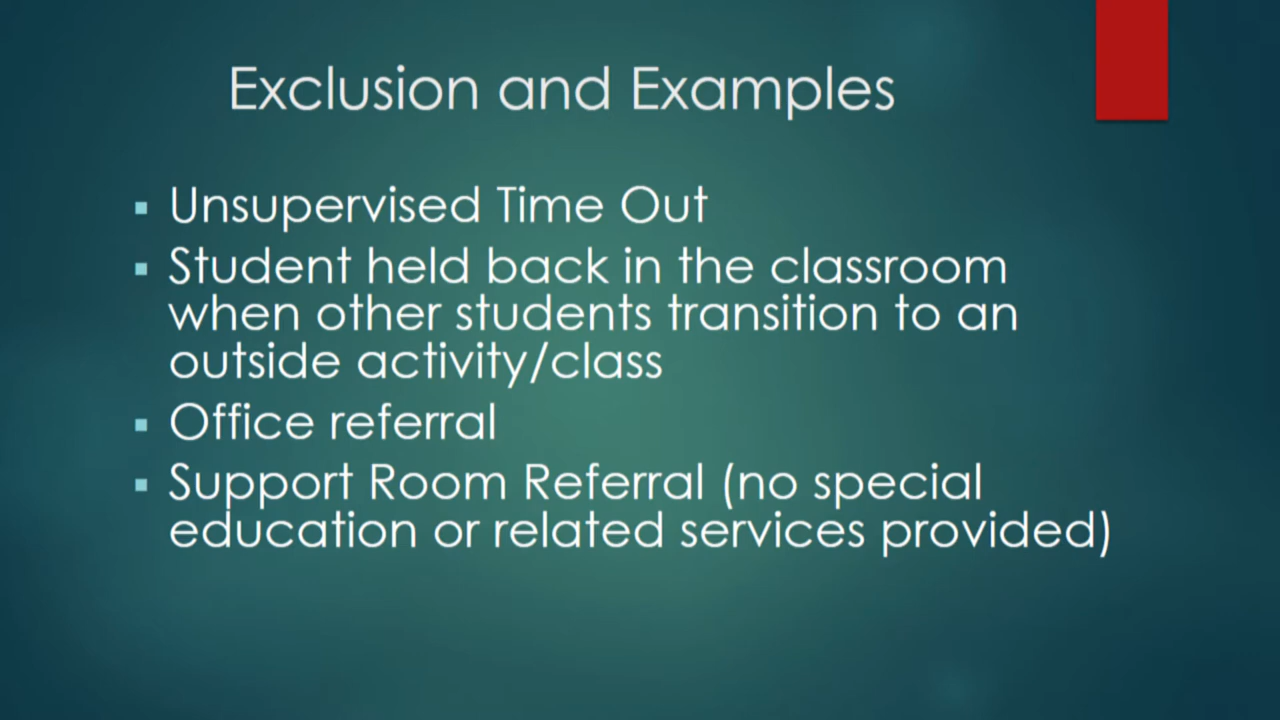 Exclusion and Examples
▪ Unsupervised Time Out
▪ Student held back in the classroom
when other students transition to an
outside activity/class
▪ Office referral
▪ Support Room Referral (no special
education or related services provided)